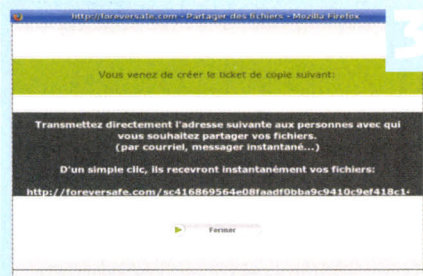 http://foreversafe.com - Partager des fichiers - Mozilla Firefox
3
Vous venez de créer le ticket de copie suivant:
Transmettez directement l'adresse suivante aux personnes avec qui
vous souhaitez partager vos fichiers.
(par courriel, messager instantané...)
D'un simple clic, ils recevront instantanément vos fichiers:
http://foreversafe.com/sc416869564e08faadf0bba9c9410c9ef418c14
Fermer